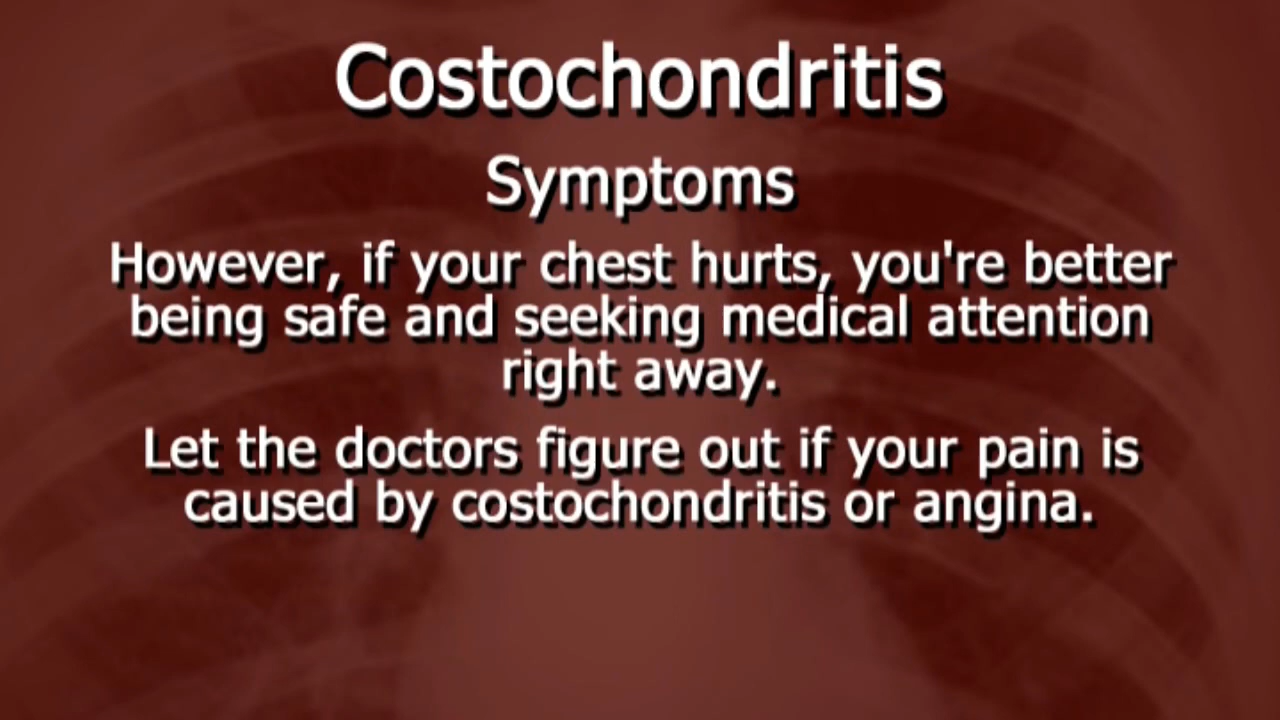 Costochondritis
Symptoms
However, if your chest hurts, you're better
being safe and seeking medical attention
right away.
Let the doctors figure out if your pain is
caused by costochondritis or angina.